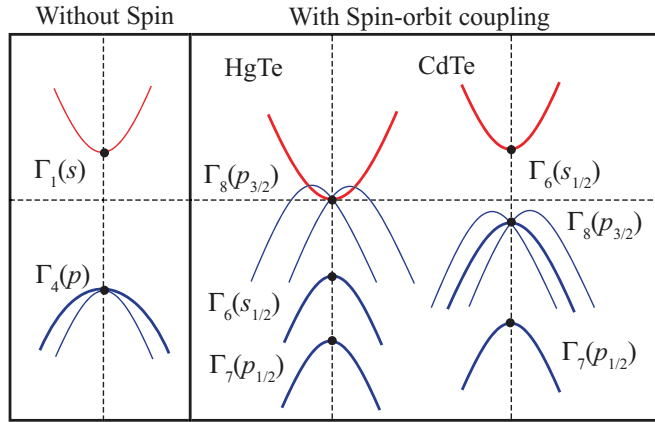 Without Spin
With Spin-orbit coupling
HgTe
CdTe
Γ₁(s)
Γ₈(p₃/₂)
Γ₆(s₁/₂)
Γ₈(p₃/₂)
Γ₄(p)
Γ₆(s₁/₂)
Γ₇(p₁/₂)
Γ₇(p₁/₂)